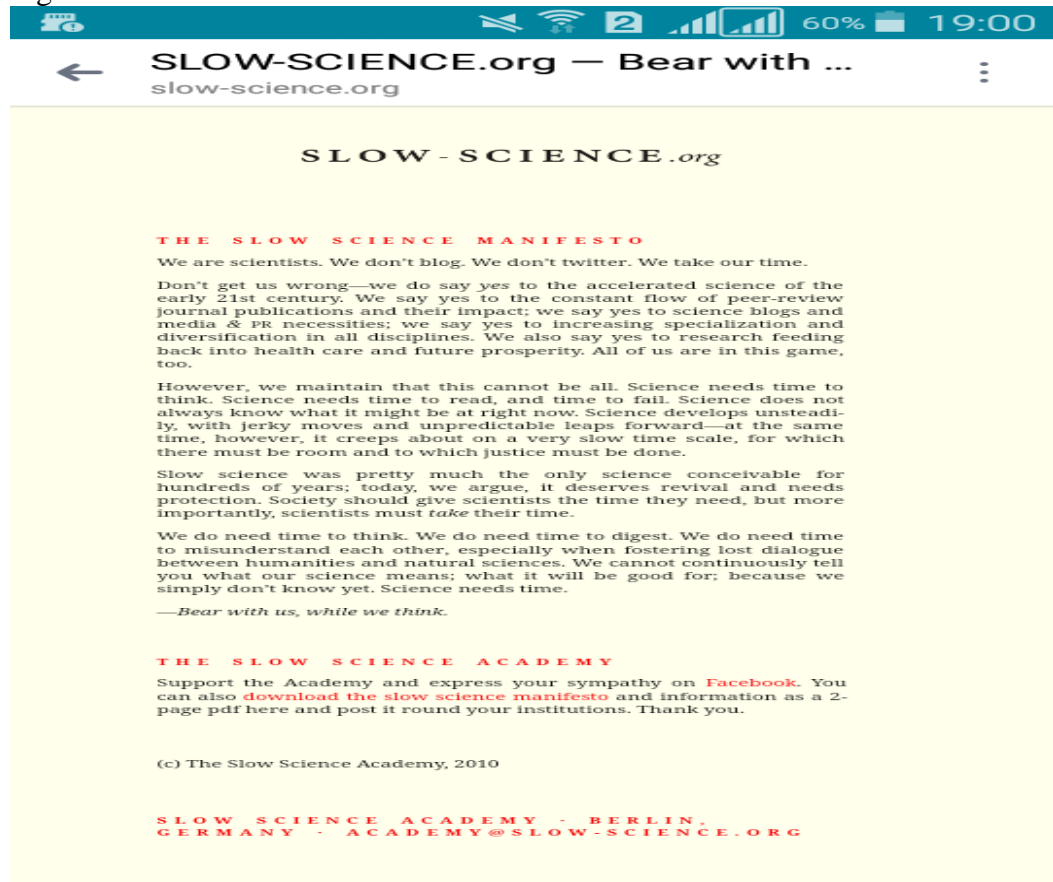 2 60% 19:00
SLOW-SCIENCE.org — Bear with ...
slow-science.org
SLOW-SCIENCE.org
THE SLOW SCIENCE MANIFESTO
We are scientists. We don't blog. We don't twitter. We take our time.
Don't get us wrong—we do say yes to the accelerated science of the
early 21st century. We say yes to the constant flow of peer-review
journal publications and their impact; we say yes to science blogs and
media & PR necessities; we say yes to increasing specialization and
diversification in all disciplines. We also say yes to research feeding
back into health care and future prosperity. All of us are in this game,
too.
However, we maintain that this cannot be all. Science needs time to
think. Science needs time to read, and time to fail. Science does not
always know what it might be at right now. Science develops unsteadi-
ly, with jerky moves and unpredictable leaps forward—at the same
time, however, it creeps about on a very slow time scale, for which
there must be room and to which justice must be done.
Slow science was pretty much the only science conceivable for
hundreds of years; today, we argue, it deserves revival and needs
protection. Society should give scientists the time they need, but more
importantly, scientists must take their time.
We do need time to think. We do need time to digest. We do need time
to misunderstand each other, especially when fostering lost dialogue
between humanities and natural sciences. We cannot continuously tell
you what our science means; what it will be good for; because we
simply don't know yet. Science needs time.
—Bear with us, while we think.
THE SLOW SCIENCE ACADEMY
Support the Academy and express your sympathy on Facebook. You
can also download the slow science manifesto and information as a 2-
page pdf here and post it round your institutions. Thank you.
(c) The Slow Science Academy, 2010
SLOW SCIENCE ACADEMY - BERLIN,
GERMANY - ACADEMY@SLOW-SCIENCE.ORG